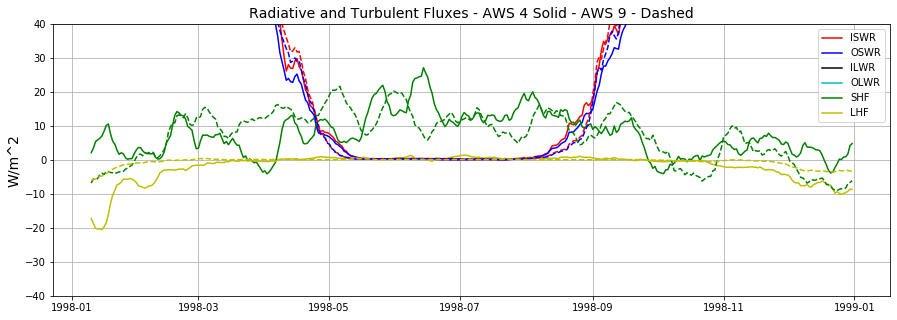 Radiative and Turbulent Fluxes - AWS 4 Solid - AWS 9 - Dashed
W/m^2
40
30
20
10
0
−10
−20
−30
−40
1998-01
1998-03
1998-05
1998-07
1998-09
1998-11
1999-01
ISWR
OSWR
ILWR
OLWR
SHF
LHF